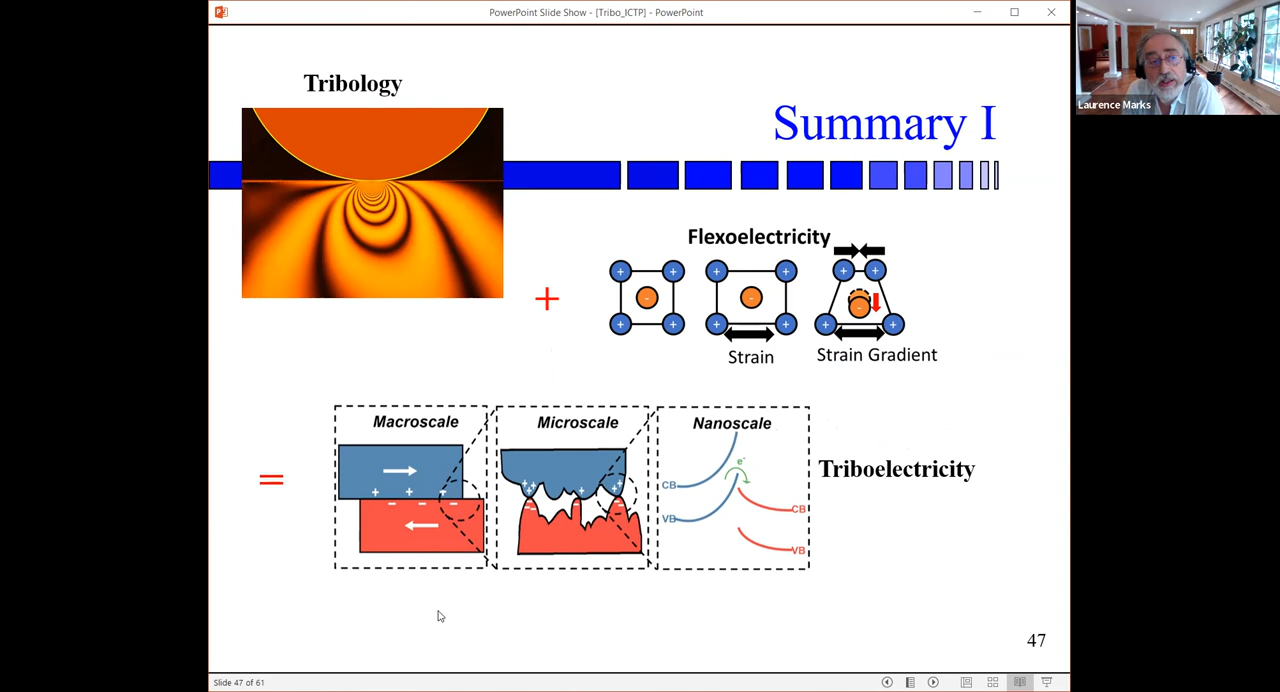 PowerPoint Slide Show - [Tribo_ICTP] - PowerPoint
Laurence Marks
Tribology
Summary I
Flexoelectricity
+ + + + + +
- - -
+ + + + + +
+
Strain
Strain Gradient
Macroscale
Microscale
Nanoscale
e-
CB
VB
CB
VB
+ + +
- - - -
=
Triboelectricity
47
Slide 47 of 61